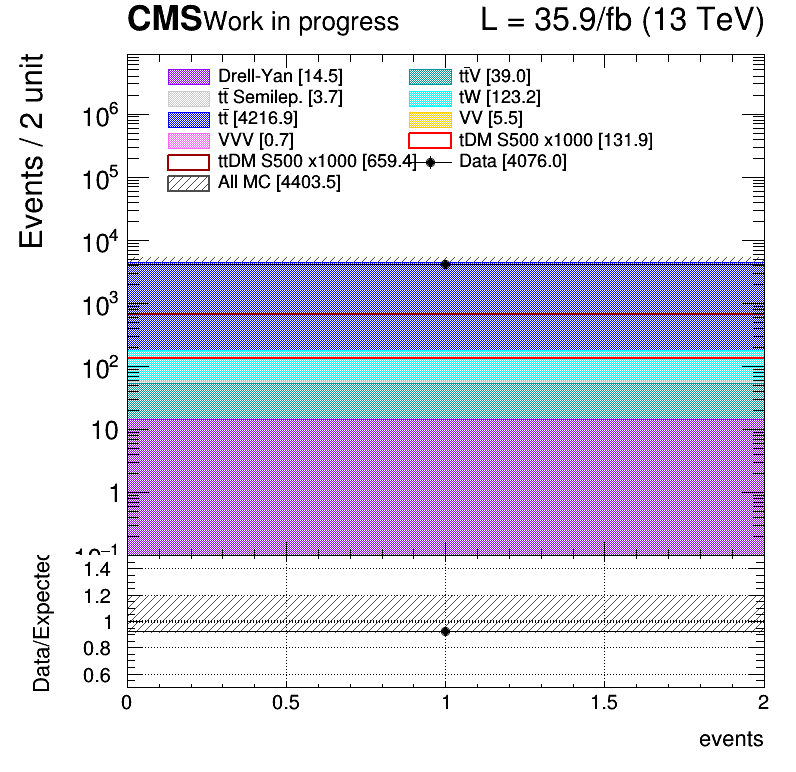 CMS Work in progress L = 35.9/fb (13 TeV)
Events / 2 unit
Drell-Yan [14.5] tt̄V [39.0]
tt̄ Semilep. [3.7] tW [123.2]
tt̄ [4216.9] VV [5.5]
VVV [0.7] tDM S500 x1000 [131.9]
ttDM S500 x1000 [659.4] Data [4076.0]
All MC [4403.5]
10⁶
10⁵
10⁴
10³
10²
10
1
10⁻¹
Data/Expected
1.4
1.2
1
0.8
0.6
0 0.5 1 1.5 2
events